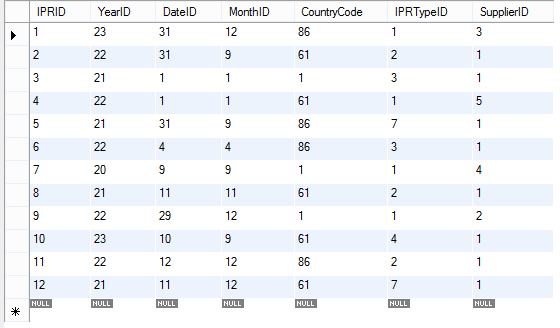 IPRID YearID DateID MonthID CountryCode IPRTypeID SupplierID
1 23 31 12 86 1 3
2 22 31 9 61 2 1
3 21 1 1 1 3 1
4 22 1 1 61 1 5
5 21 31 9 86 7 1
6 22 4 4 86 3 1
7 20 9 9 1 1 4
8 21 11 11 61 2 1
9 22 29 12 1 1 2
10 23 10 9 61 4 1
11 22 12 12 86 2 1
12 21 11 12 61 7 1
NULL NULL NULL NULL NULL NULL NULL